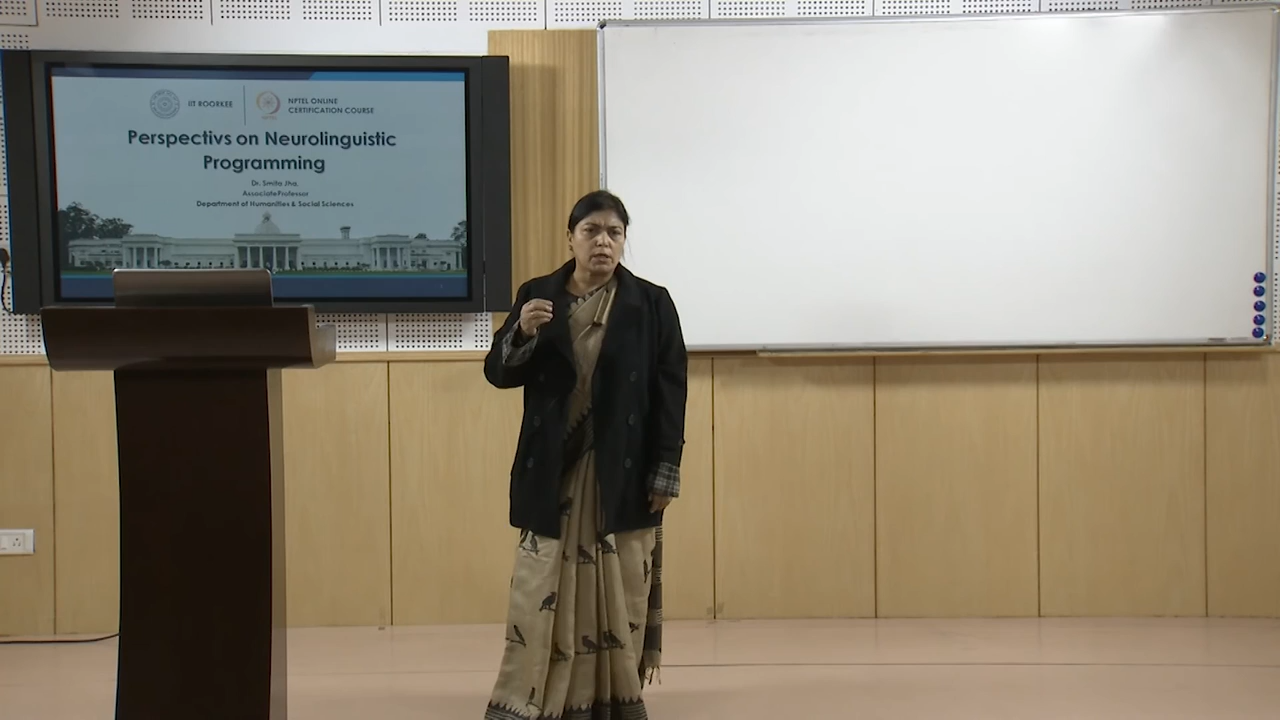 IIT ROORKEE
NPTEL ONLINE
CERTIFICATION COURSE
Perspectivs on Neurolinguistic
Programming
Dr. Smita Jha,
Associate Professor
Department of Humanities & Social Sciences